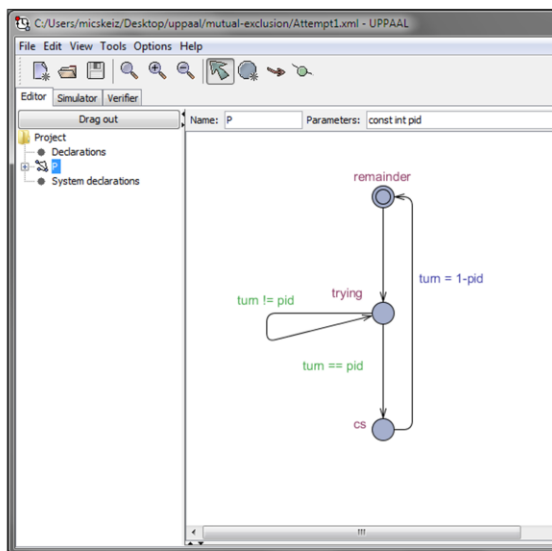 C:/Users/micskeiz/Desktop/uppaal/mutual-exclusion/Attempt1.xml - UPPAAL
File Edit View Tools Options Help
Editor Simulator Verifier
Drag out
Name: P Parameters: const int pid
Project
Declarations
P
System declarations
remainder
turn = 1-pid
trying
turn != pid
turn == pid
cs